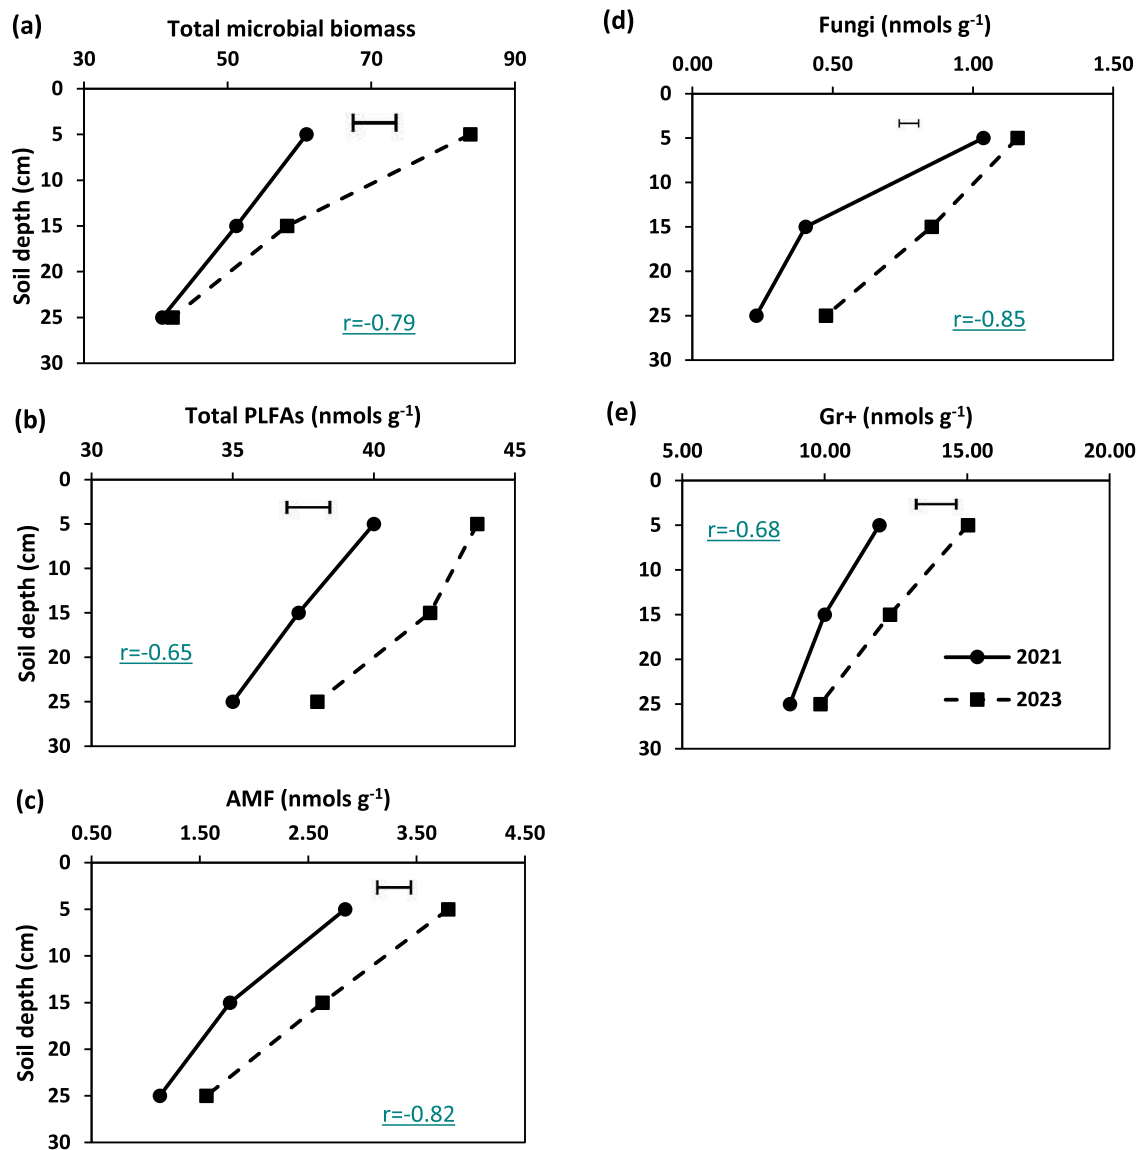 (a)
Total microbial biomass
30 50 70 90
0
5
10
15
20
25
30
Soil depth (cm)
r=-0.79
(b)
Total PLFAs (nmols g-1)
30 35 40 45
0
5
10
15
20
25
30
Soil depth (cm)
r=-0.65
(c)
AMF (nmols g-1)
0.50 1.50 2.50 3.50 4.50
0
5
10
15
20
25
30
Soil depth (cm)
r=-0.82
(d)
Fungi (nmols g-1)
0.00 0.50 1.00 1.50
0
5
10
15
20
25
30
r=-0.85
(e)
Gr+ (nmols g-1)
5.00 10.00 15.00 20.00
0
5
10
15
20
25
30
r=-0.68
2021
2023